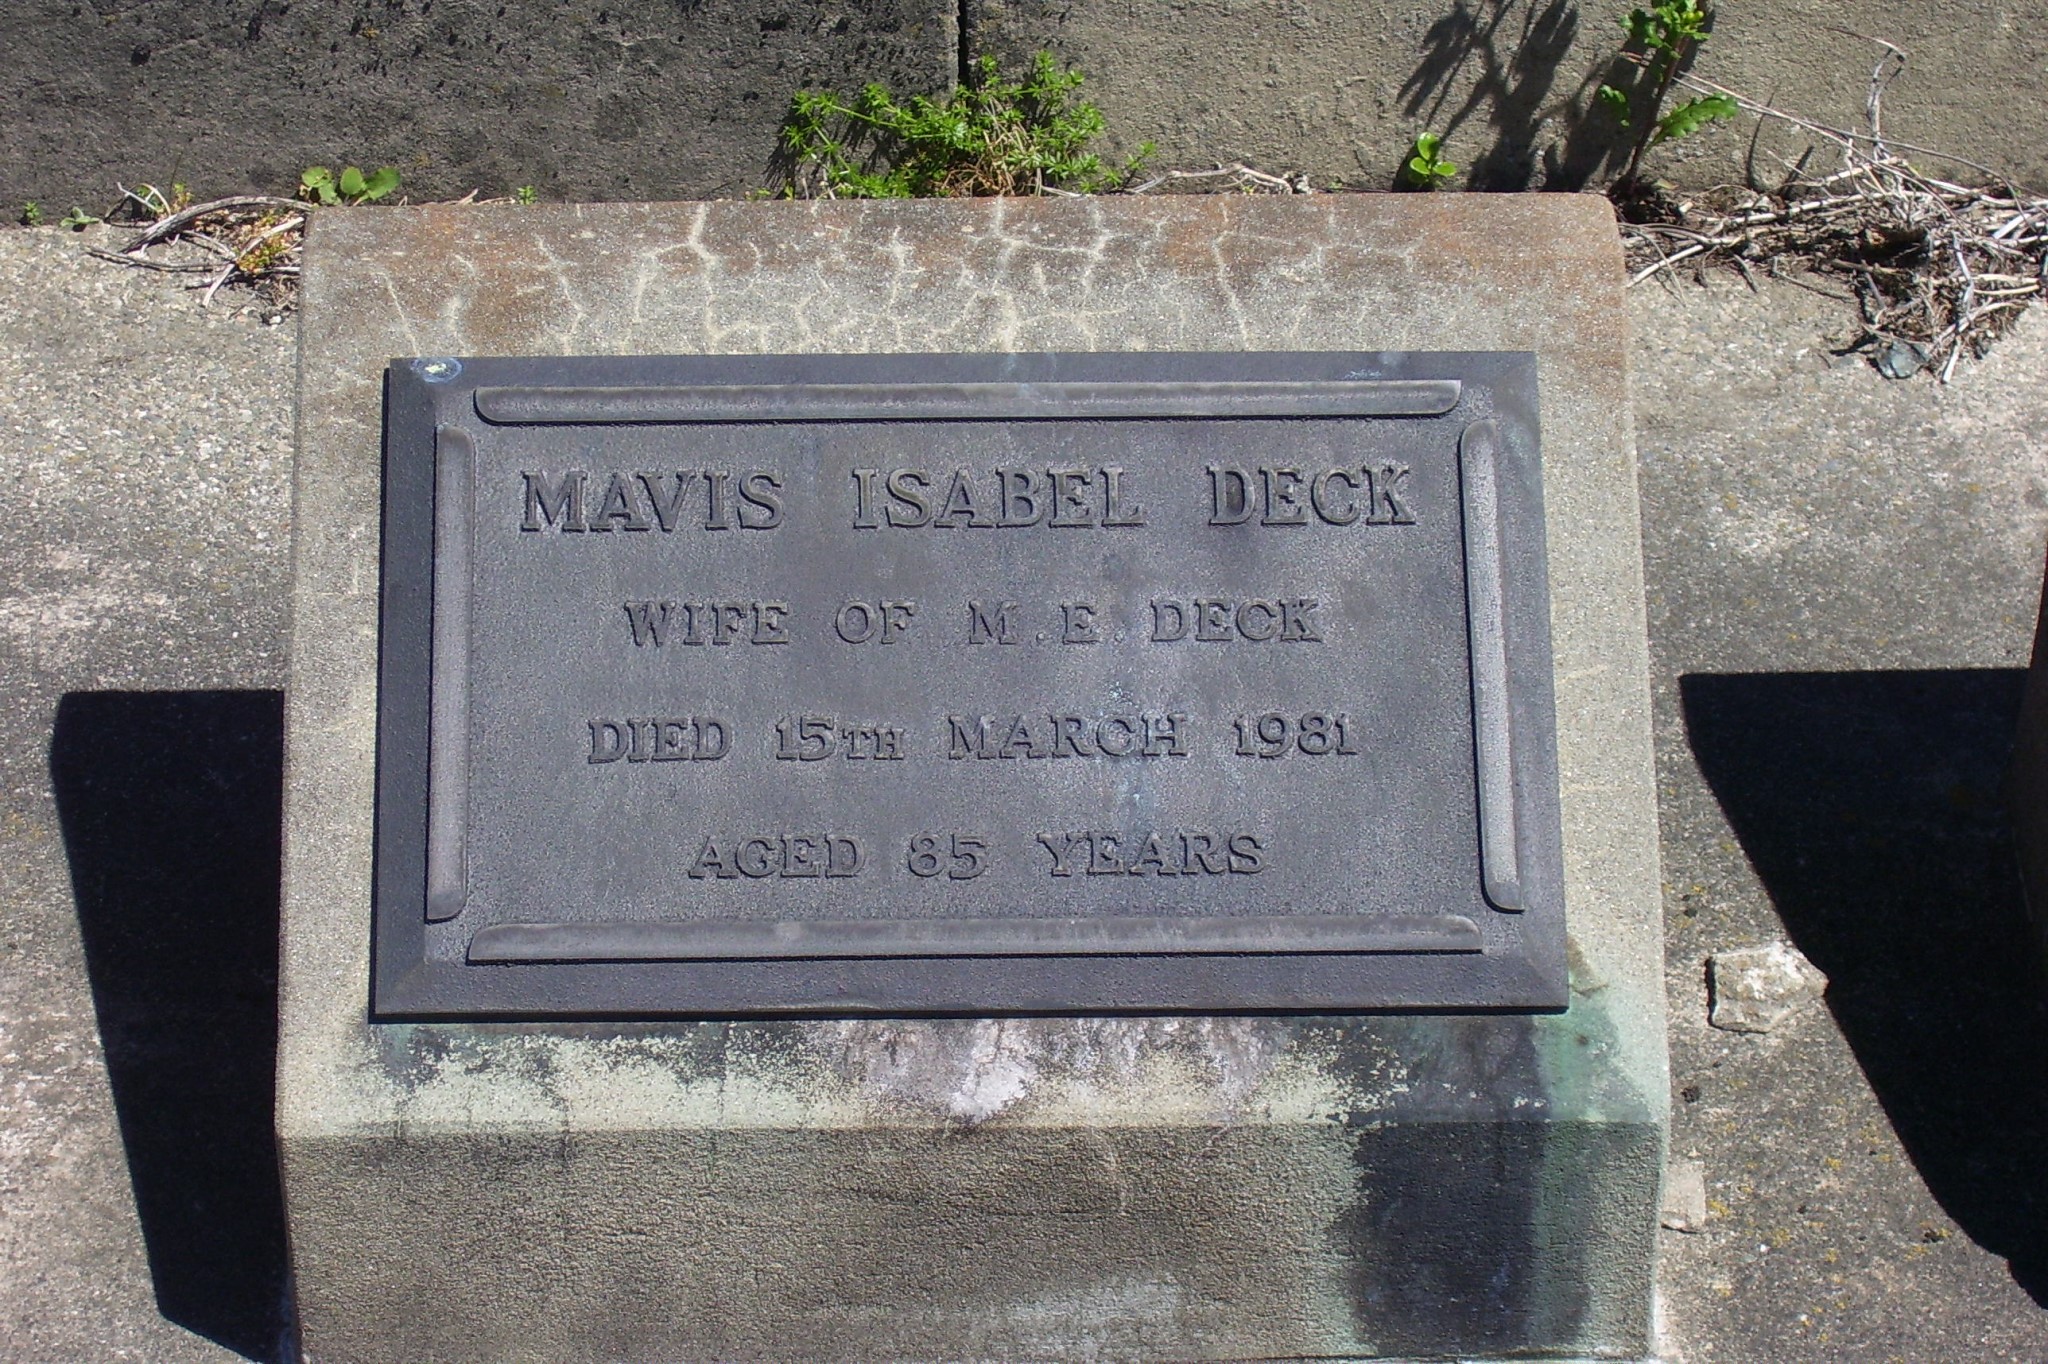 MAVIS ISABEL DECK
WIFE OF M.E. DECK
DIED 15TH MARCH 1981
AGED 85 YEARS